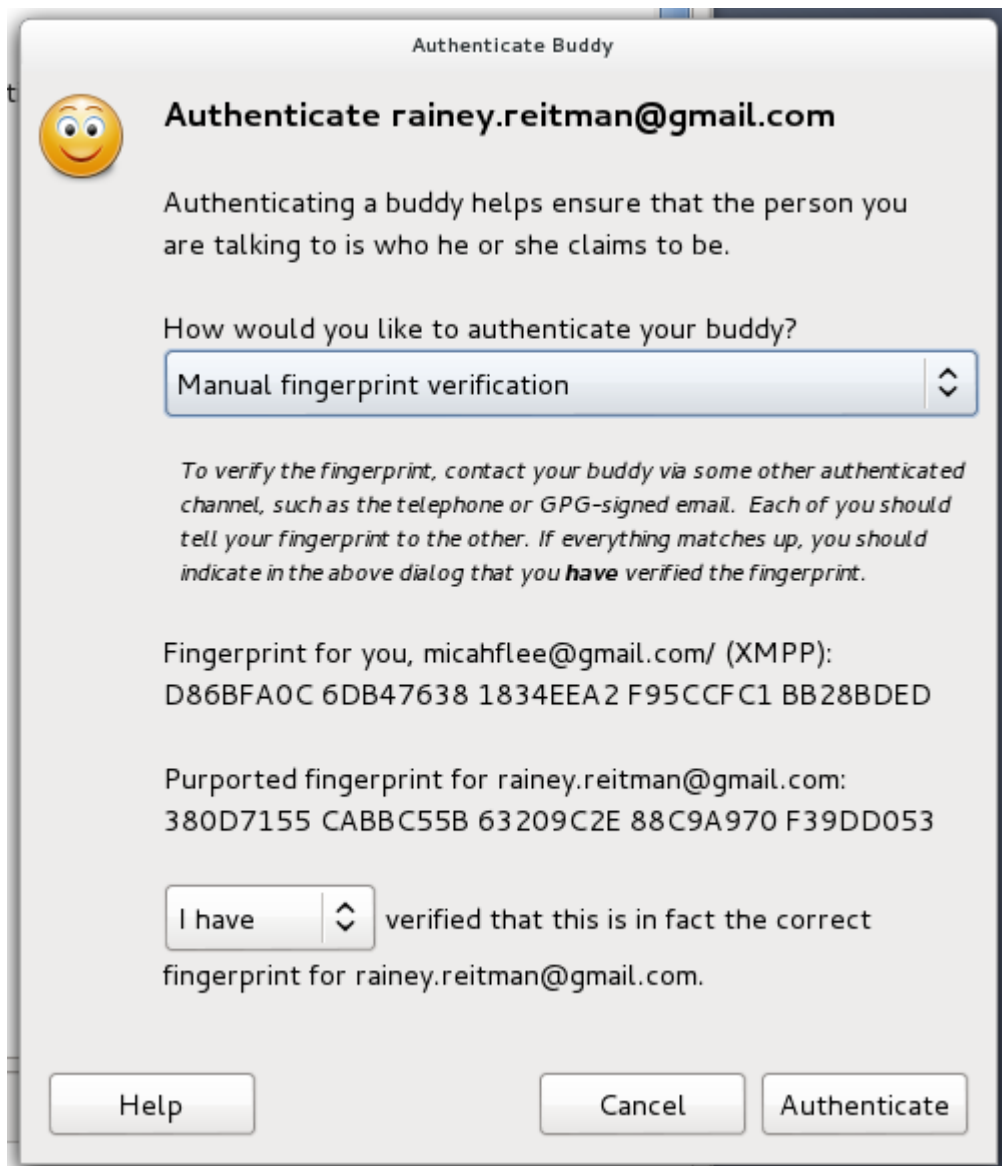 Authenticate Buddy
t
Authenticate rainey.reitman@gmail.com
Authenticating a buddy helps ensure that the person you
are talking to is who he or she claims to be.
How would you like to authenticate your buddy?
Manual fingerprint verification
To verify the fingerprint, contact your buddy via some other authenticated
channel, such as the telephone or GPG-signed email. Each of you should
tell your fingerprint to the other. If everything matches up, you should
indicate in the above dialog that you have verified the fingerprint.
Fingerprint for you, micahflee@gmail.com/ (XMPP):
D86BFA0C 6DB47638 1834EEA2 F95CCFC1 BB28BDED
Purported fingerprint for rainey.reitman@gmail.com:
380D7155 CABBC55B 63209C2E 88C9A970 F39DD053
I have verified that this is in fact the correct
fingerprint for rainey.reitman@gmail.com.
Help Cancel Authenticate